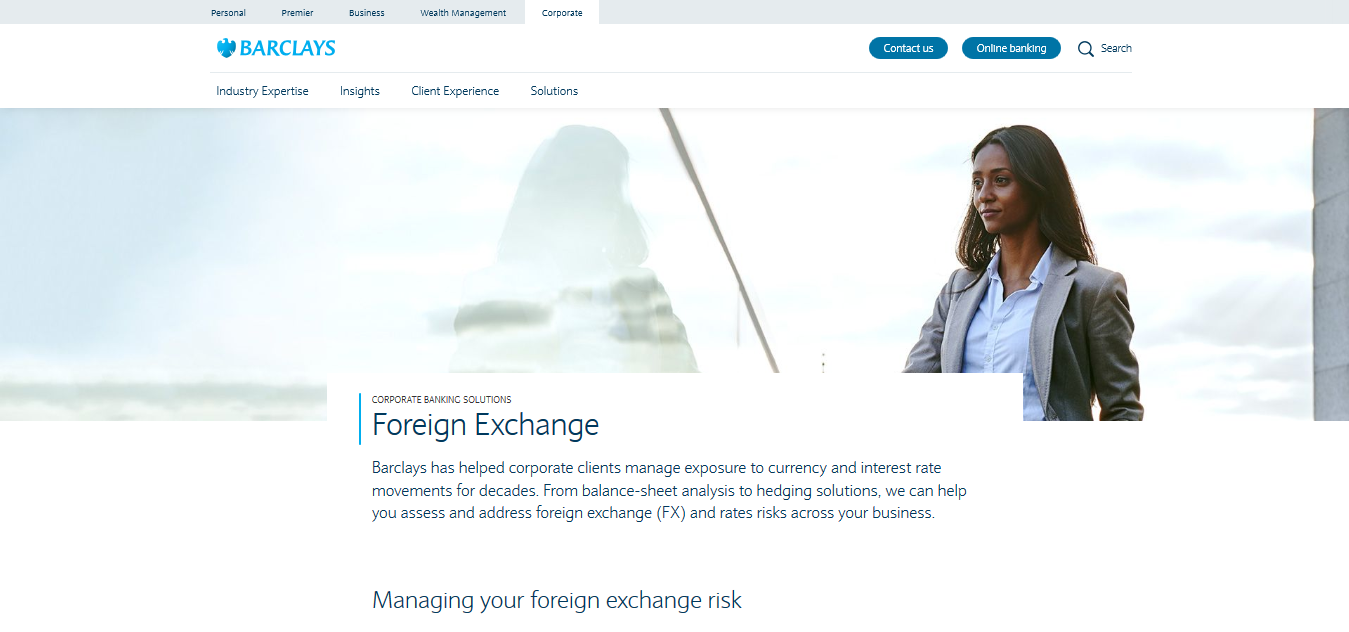 Personal Premier Business Wealth Management Corporate
BARCLAYS
Contact us Online banking Search
Industry Expertise Insights Client Experience Solutions
CORPORATE BANKING SOLUTIONS
Foreign Exchange
Barclays has helped corporate clients manage exposure to currency and interest rate
movements for decades. From balance-sheet analysis to hedging solutions, we can help
you assess and address foreign exchange (FX) and rates risks across your business.
Managing your foreign exchange risk